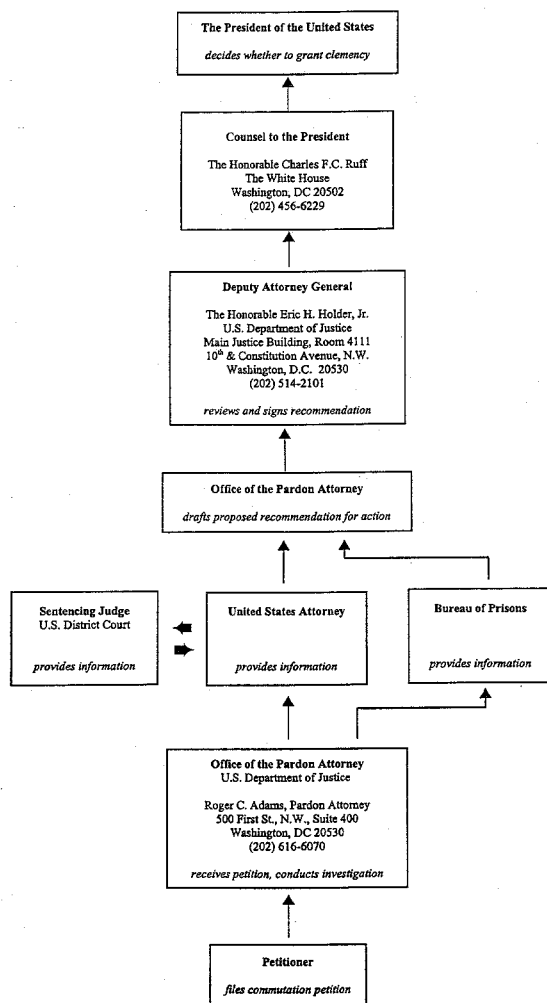 The President of the United States
decides whether to grant clemency
Counsel to the President
The Honorable Charles F.C. Ruff
The White House
Washington, DC 20502
(202) 456-6229
Deputy Attorney General
The Honorable Eric H. Holder, Jr.
U.S. Department of Justice
Main Justice Building, Room 4111
10th & Constitution Avenue, N.W.
Washington, D.C. 20530
(202) 514-2101
reviews and signs recommendation
Office of the Pardon Attorney
drafts proposed recommendation for action
Sentencing Judge
U.S. District Court
provides information
United States Attorney
provides information
Bureau of Prisons
provides information
Office of the Pardon Attorney
U.S. Department of Justice
Roger C. Adams, Pardon Attorney
500 First St., N.W., Suite 400
Washington, DC 20530
(202) 616-6070
receives petition, conducts investigation
Petitioner
files commutation petition